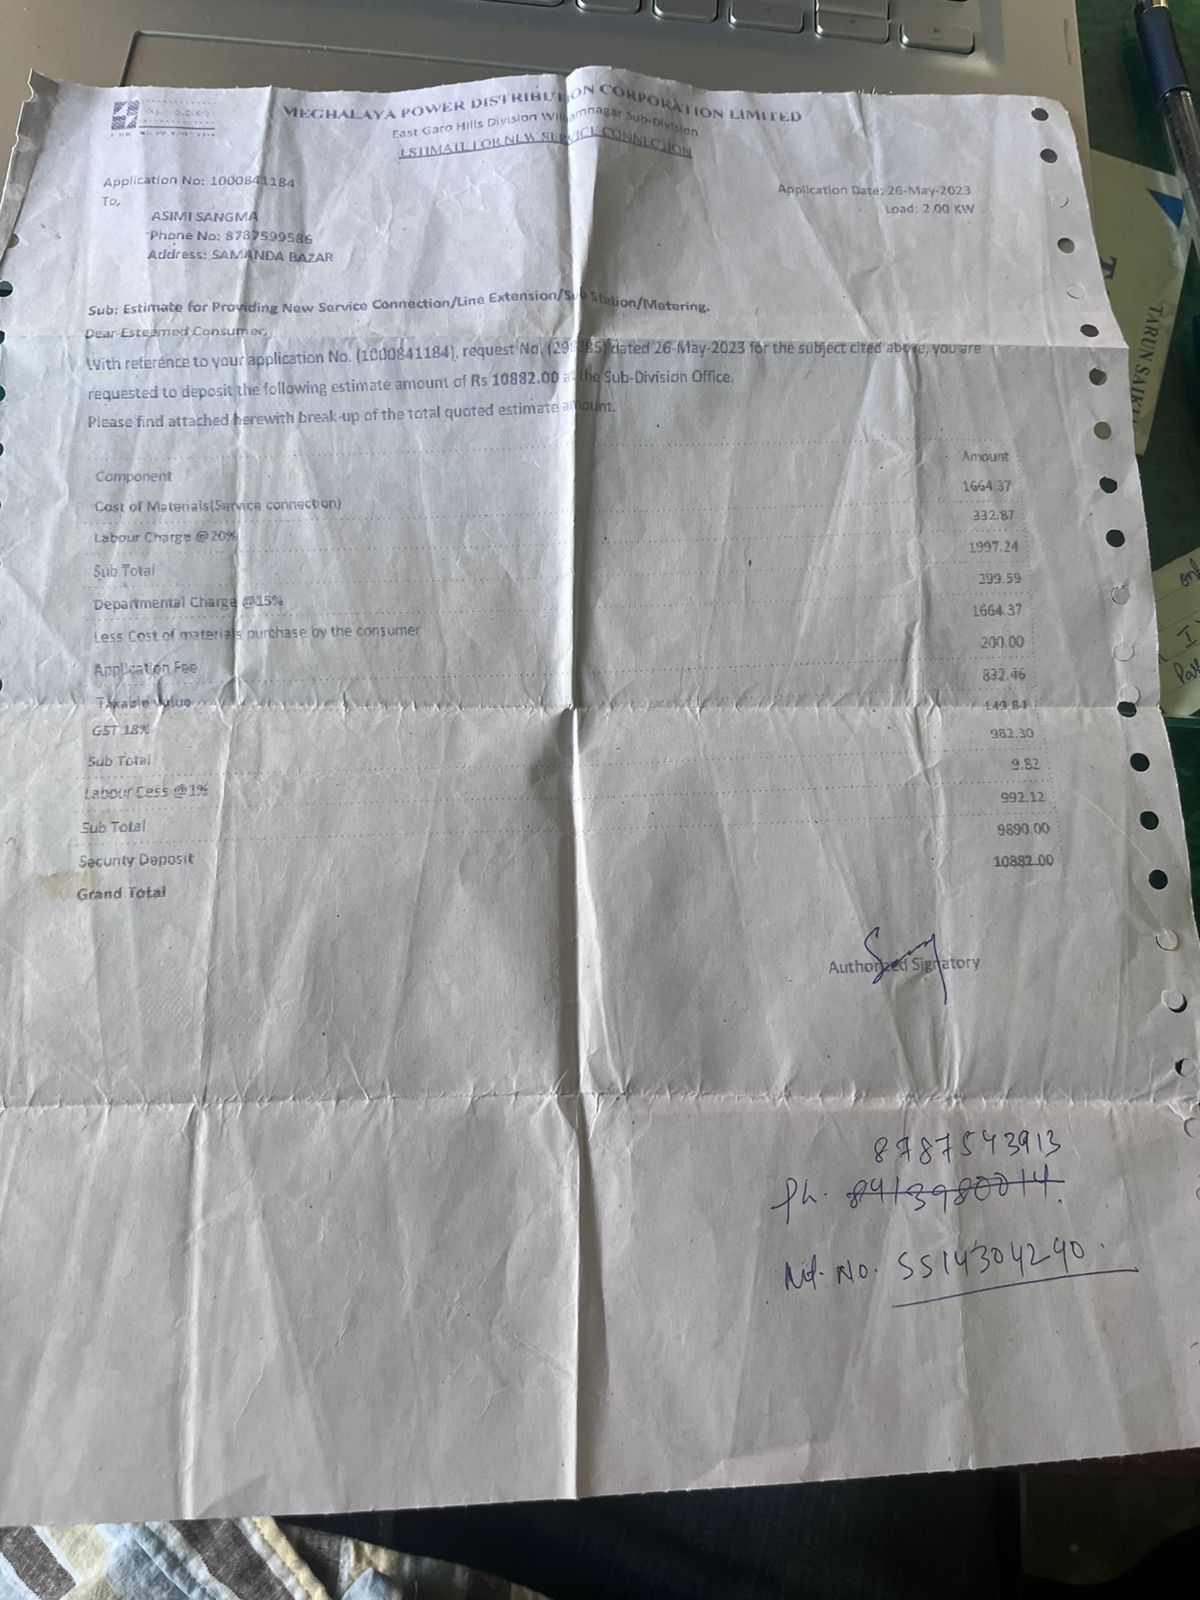 MEGHALAYA POWER DISTRIBUTION CORPORATION LIMITED
East Garo Hills Division Williamnagar Sub-Division
ESTIMATE FOR NEW SERVICE CONNECTION
Application No: 1000841184
Application Date: 26-May-2023
To,
Load: 2.00 KW
ASIMI SANGMA
Phone No: 8787599586
Address: SAMANDA BAZAR
Sub: Estimate for Providing New Service Connection/Line Extension/Sub Station/Metering.
Dear Esteemed Consumer,
With reference to your application No. (1000841184), request No. dated 26-May-2023 for the subject cited above, you are
requested to deposit the following estimate amount of Rs 10882.00 at the Sub-Division Office.
Please find attached herewith break-up of the total quoted estimate amount.
Component Amount
Cost of Materials(Service connection) 1664.37
Labour Charge @20% 332.87
Sub Total 1997.24
Departmental Charge @15% 299.59
Less Cost of materials purchase by the consumer 1664.37
Application Fee 200.00
Taxable Value 832.46
GST 18% 149.84
Sub Total 982.30
Labour Cess @1% 9.82
Sub Total 992.12
Security Deposit 9890.00
Grand Total 10882.00
Authorized Signatory
8787543913
Ph. 8413980014.
Mt. No. SS14304240.
TARUN SAIKI